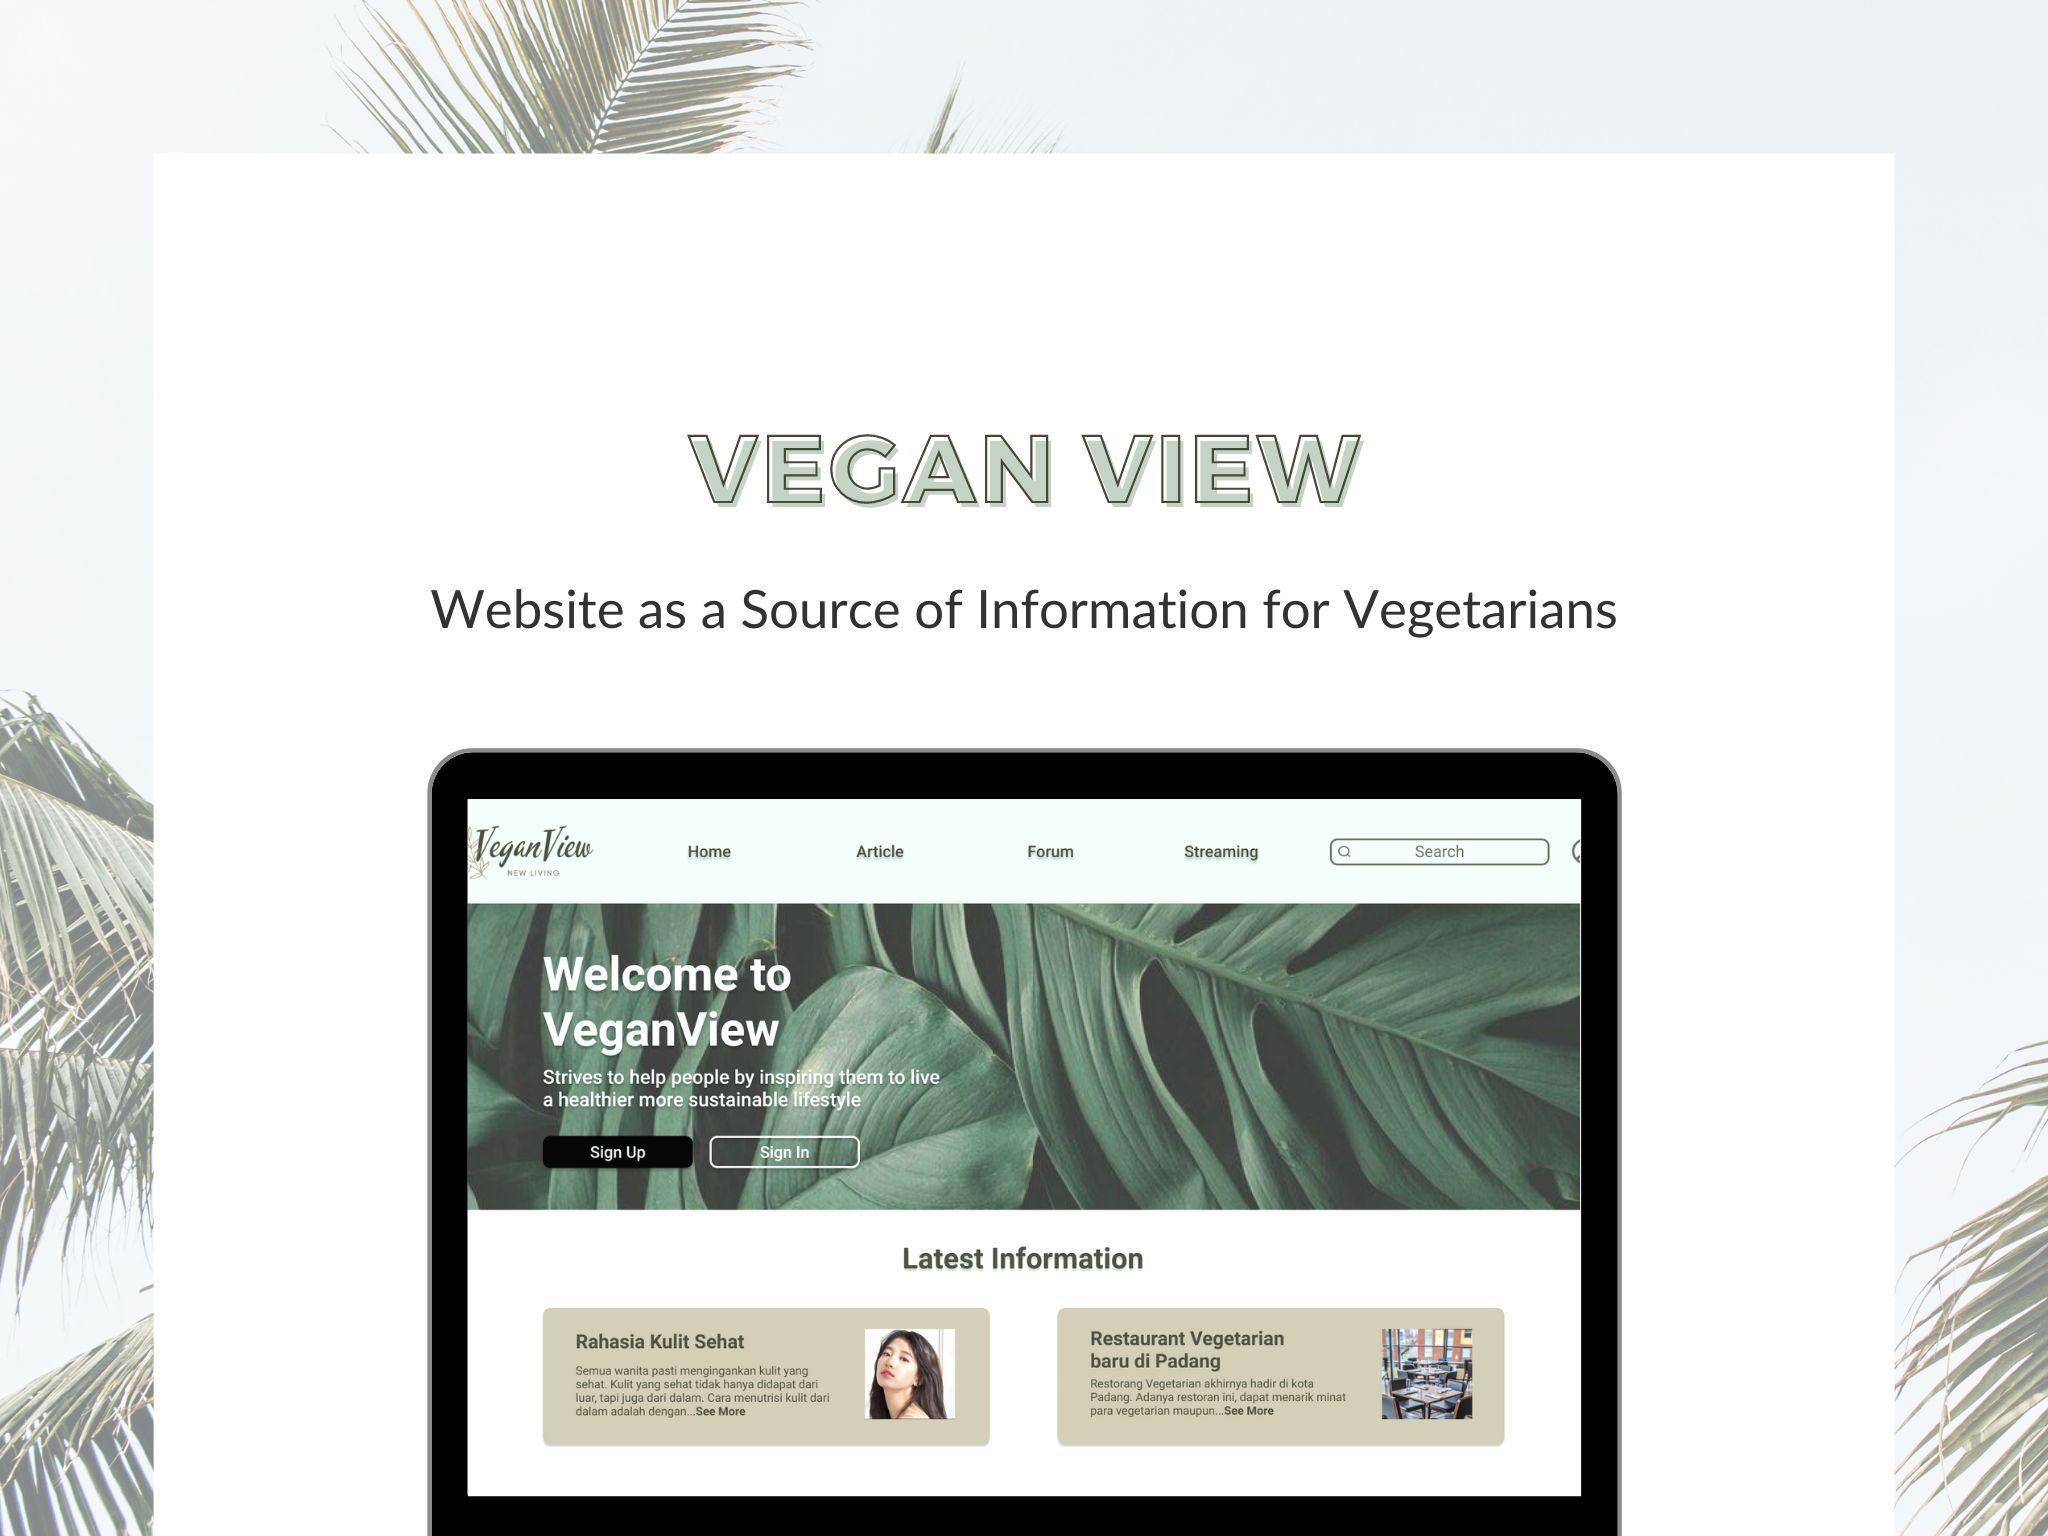 VEGAN VIEW
Website as a Source of Information for Vegetarians
VeganView
NEW LIVING
Home
Article
Forum
Streaming
Search
Welcome to
VeganView
Strives to help people by inspiring them to live
a healthier more sustainable lifestyle
Sign Up
Sign In
Latest Information
Rahasia Kulit Sehat
Semua wanita pasti mengingankan kulit yang
sehat. Kulit yang sehat tidak hanya didapat dari
luar, tapi juga dari dalam. Cara menutrisi kulit dari
dalam adalah dengan...See More
Restaurant Vegetarian
baru di Padang
Restorang Vegetarian akhirnya hadir di kota
Padang. Adanya restoran ini, dapat menarik minat
para vegetarian maupun...See More